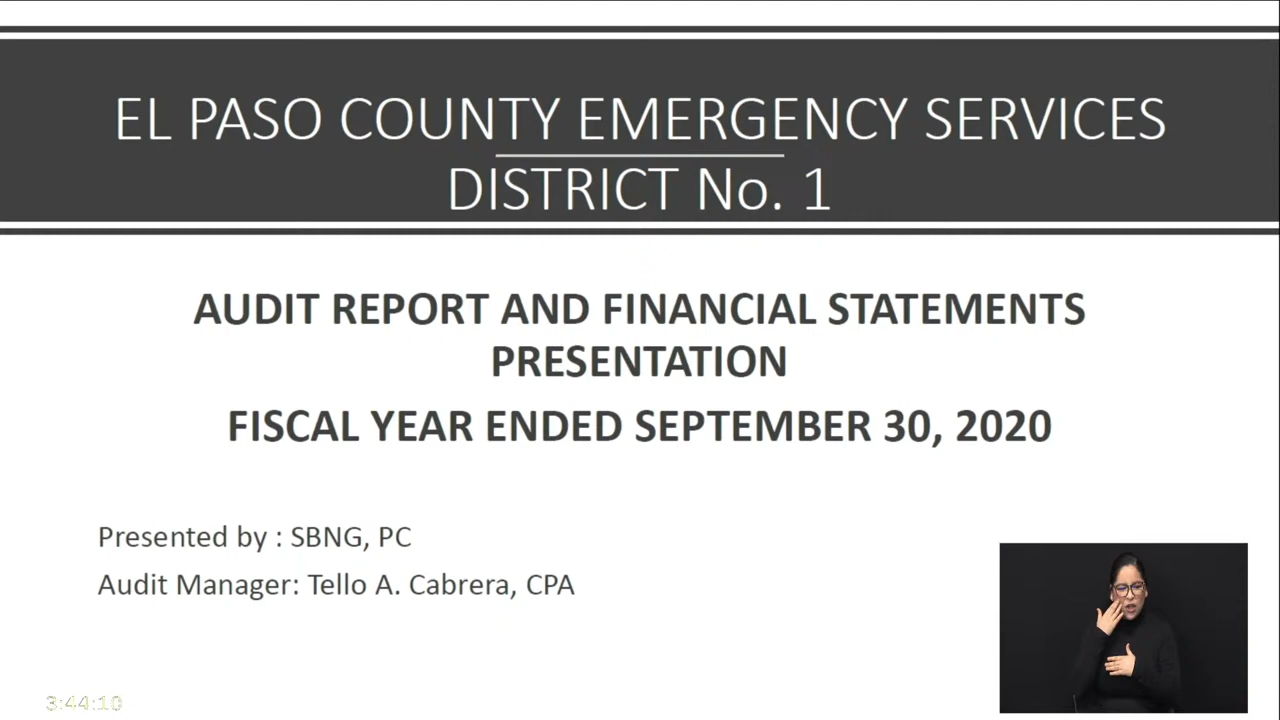 EL PASO COUNTY EMERGENCY SERVICES
DISTRICT No. 1
AUDIT REPORT AND FINANCIAL STATEMENTS
PRESENTATION
FISCAL YEAR ENDED SEPTEMBER 30, 2020
Presented by : SBNG, PC
Audit Manager: Tello A. Cabrera, CPA
3:44:10